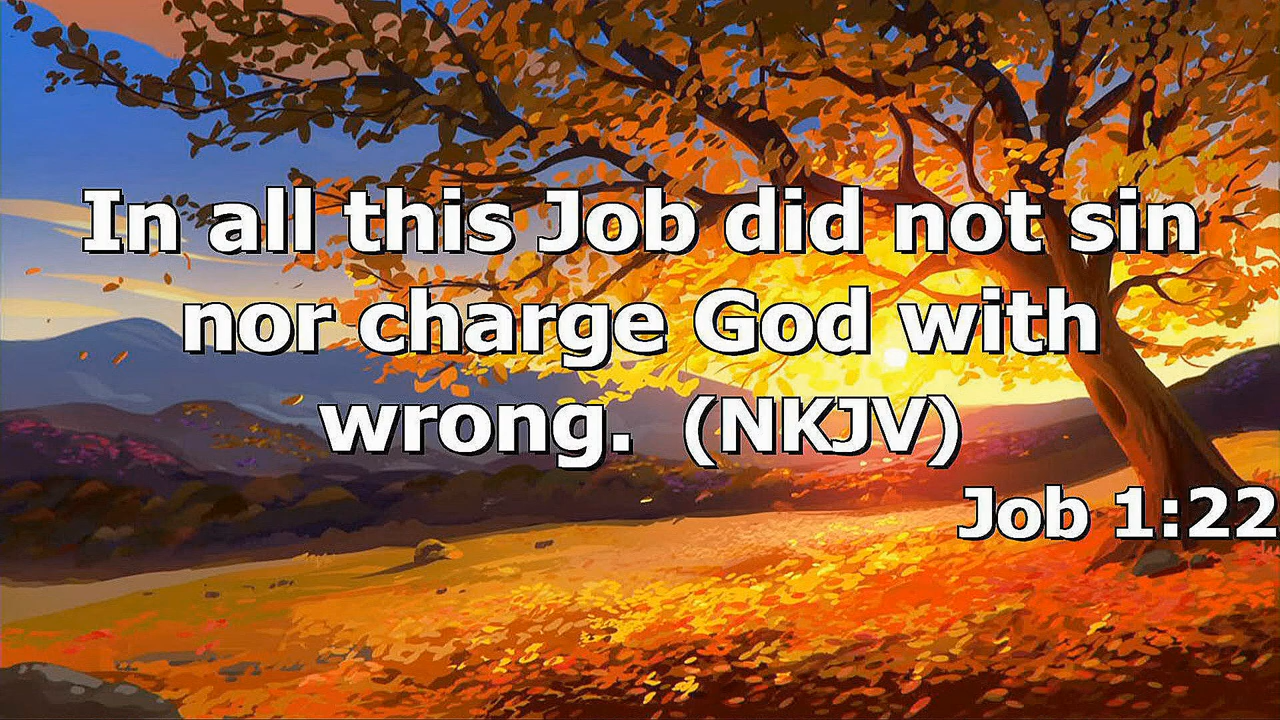 In all this Job did not sin
nor charge God with
wrong.  (NKJV)
Job 1:22